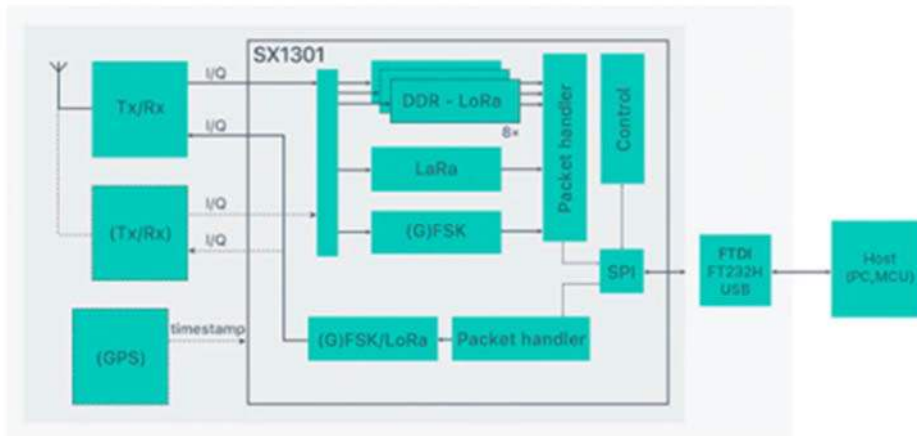 SX1301
I/Q
Tx/Rx
I/Q
DDR - LoRa
8×
LaRa
(G)FSK
Packet handler
Control
(Tx/Rx)
I/Q
I/Q
SPI
FTDI
FT232H
USB
Host
(PC,MCU)
(GPS)
timestamp
(G)FSK/LoRa
Packet handler